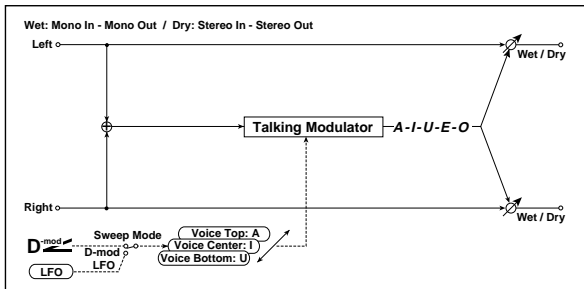 Wet: Mono In - Mono Out / Dry: Stereo In - Stereo Out
Left
Wet / Dry
Talking Modulator
A-I-U-E-O
Right
Wet / Dry
Sweep Mode
D-mod
D-mod
LFO
LFO
Voice Top: A
Voice Center: I
Voice Bottom: U